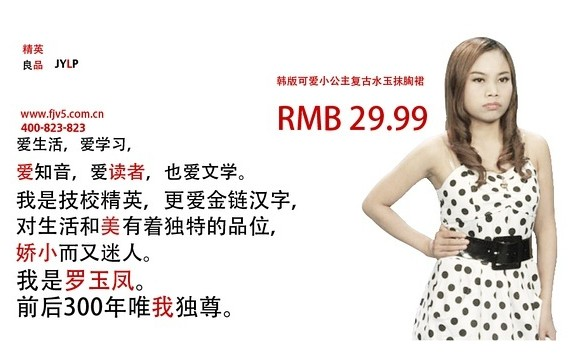 精英
良品 JYLP
韩版可爱小公主复古水玉抹胸裙
RMB 29.99
www.fjv5.com.cn
400-823-823
爱生活，爱学习，
爱知音，爱读者，也爱文学。
我是技校精英，更爱金链汉字，
对生活和美有着独特的品位，
娇小而又迷人。
我是罗玉凤。
前后300年唯我独尊。